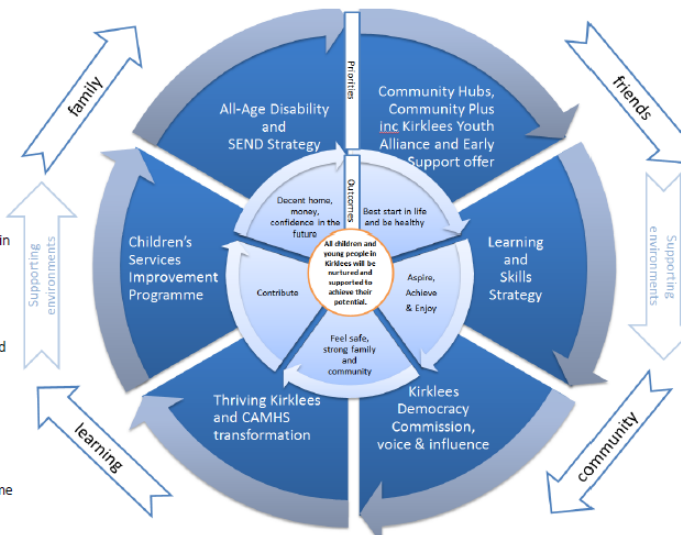 family
friends
Priorities
All-Age Disability
and
SEND Strategy
Community Hubs,
Community Plus
inc Kirklees Youth
Alliance and Early
Support offer
Outcomes
Decent home,
money,
confidence in the
future
Best start in life
and be healthy
in
Supporting
environments
Children's
Services
Improvement
Programme
Contribute
All children and
young people in
Kirklees will be
nurtured and
supported to
achieve their
potential.
Aspire,
Achieve
& Enjoy
Learning
and
Skills
Strategy
Supporting
environments
Feel safe,
strong family
and
community
Thriving Kirklees
and CAMHS
transformation
Kirklees
Democracy
Commission,
voice & influence
learning
community